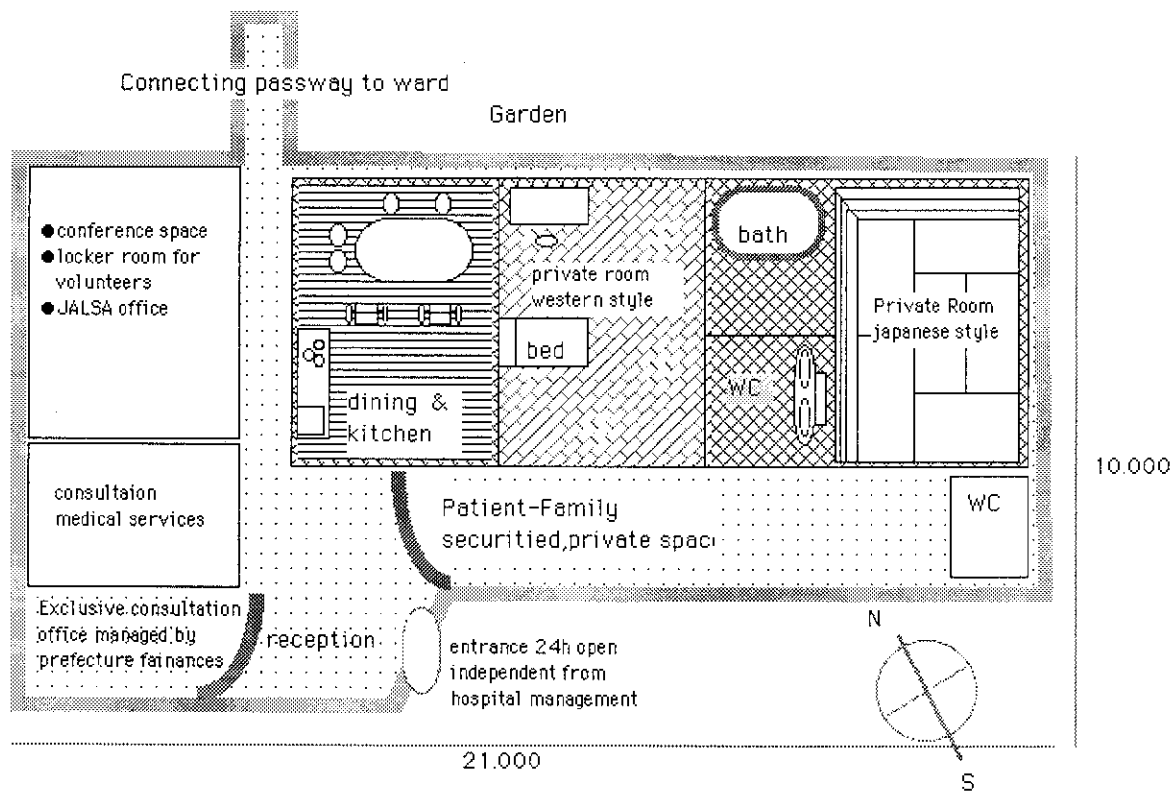 Connecting passway to ward
Garden
●conference space
●locker room for
volunteers
●JALSA office
bath
private room
western style
Private Room
japanese style
bed
WC
dining &
kitchen
10.000
consultaion
medical services
Patient-Family
securitied,private spac
WC
Exclusive consultation
office managed by
prefecture fainances
reception
entrance 24h open
independent from
hospital management
N
21.000
S